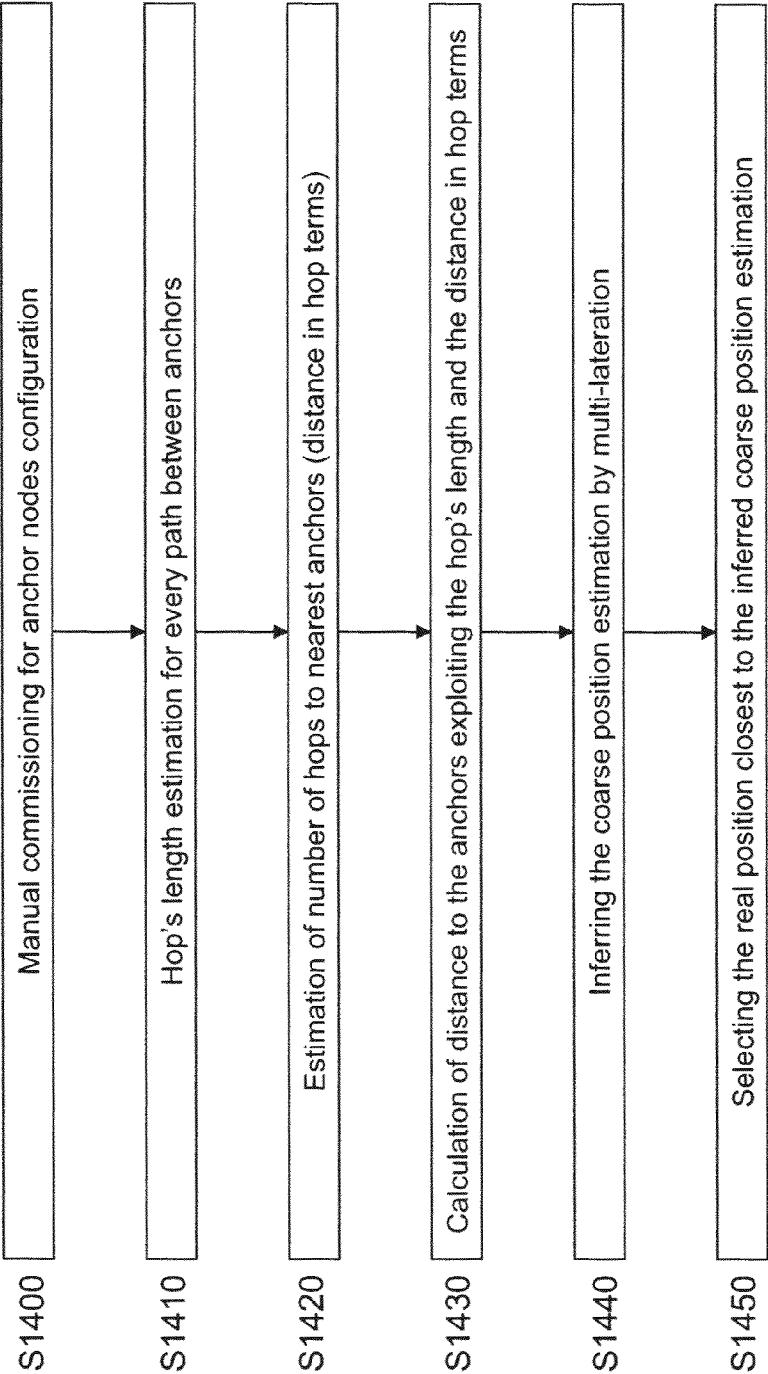 S1400
Manual commissioning for anchor nodes configuration
S1410
Hop's length estimation for every path between anchors
S1420
Estimation of number of hops to nearest anchors (distance in hop terms)
S1430
Calculation of distance to the anchors exploiting the hop's length and the distance in hop terms
S1440
Inferring the coarse position estimation by multi-lateration
S1450
Selecting the real position closest to the inferred coarse position estimation